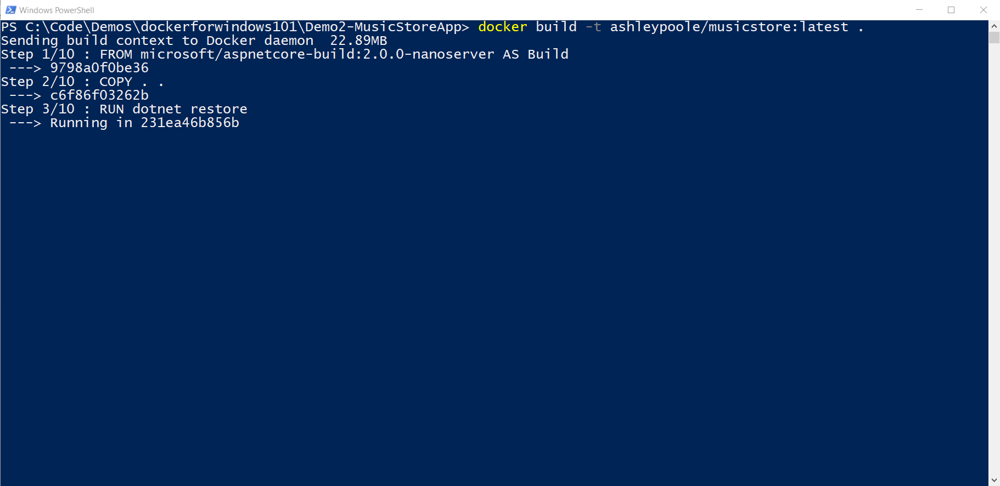 Windows PowerShell
PS C:\Code\Demos\dockerforwindows101\Demo2-MusicStoreApp> docker build -t ashleypoole/musicstore:latest .
Sending build context to Docker daemon  22.89MB
Step 1/10 : FROM microsoft/aspnetcore-build:2.0.0-nanoserver AS Build
 ---> 9798a0f0be36
Step 2/10 : COPY . .
 ---> c6f86f03262b
Step 3/10 : RUN dotnet restore
 ---> Running in 231ea46b856b